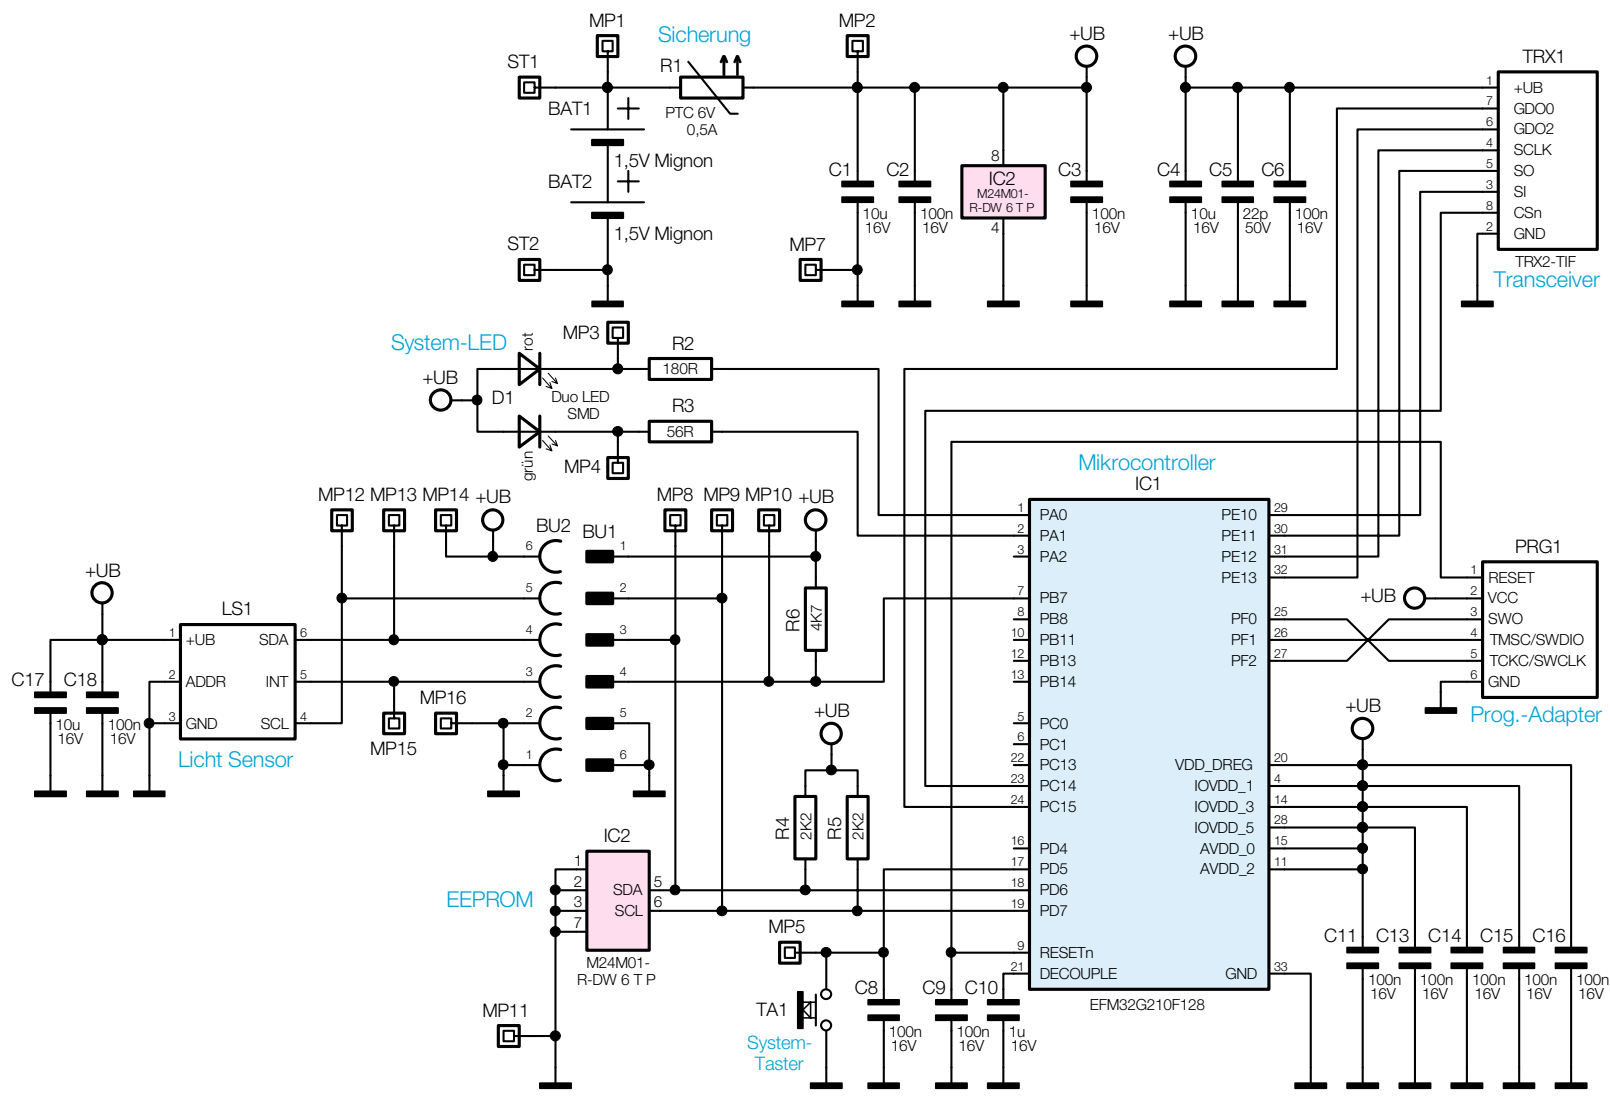 MP1
Sicherung
MP2
+UB
+UB
TRX1
ST1
R1
BAT1
PTC 6V
0,5A
1,5V Mignon
BAT2
1,5V Mignon
ST2
C1
10u
16V
C2
100n
16V
8
IC2
M24M01-
R-DW 6 T P
4
C3
100n
16V
MP7
C4
10u
16V
C5
22p
50V
C6
100n
16V
1 +UB
7 GDO0
6 GDO2
4 SCLK
5 SO
3 SI
8 CSn
2 GND
TRX2-TIF
Transceiver
System-LED
rot
MP3
R2
180R
+UB
D1
Duo LED
SMD
R3
56R
grün
MP4
Mikrocontroller
IC1
MP12
MP13
MP14
+UB
BU2
BU1
MP8
MP9
MP10
+UB
6
5
4
3
2
1
1
2
3
4
5
6
R6
4K7
+UB
LS1
1 +UB
2 ADDR
3 GND
SDA 6
INT 5
SCL 4
C17
10u
16V
C18
100n
16V
Licht Sensor
MP15
MP16
+UB
R4
2K2
R5
2K2
1 PA0
2 PA1
3 PA2
7 PB7
8 PB8
10 PB11
12 PB13
13 PB14
5 PC0
6 PC1
22 PC13
23 PC14
24 PC15
16 PD4
17 PD5
18 PD6
19 PD7
9 RESETn
21 DECOUPLE
PE10 29
PE11 30
PE12 31
PE13 32
PF0 25
PF1 26
PF2 27
VDD_DREG 20
IOVDD_1 4
IOVDD_3 14
IOVDD_5 28
AVDD_0 15
AVDD_2 11
GND 33
EFM32G210F128
PRG1
+UB
1 RESET
2 VCC
3 SWO
4 TMSC/SWDIO
5 TCKC/SWCLK
6 GND
Prog.-Adapter
+UB
IC2
EEPROM
1
2
3
7
SDA 5
SCL 6
M24M01-
R-DW 6 T P
MP11
MP5
TA1
System-
Taster
C8
100n
16V
C9
100n
16V
C10
1u
16V
C11
100n
16V
C13
100n
16V
C14
100n
16V
C15
100n
16V
C16
100n
16V